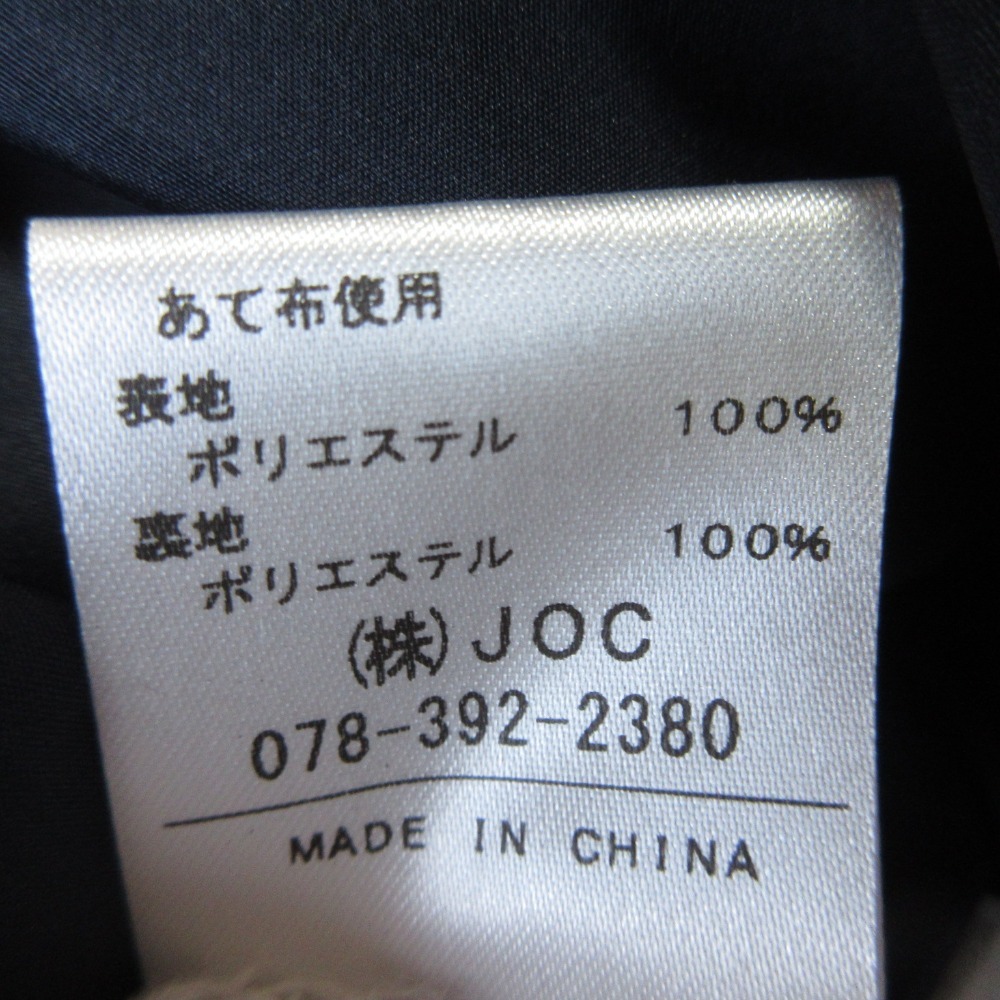 あて布使用
表地
ポリエステル 100%
裏地
ポリエステル 100%
(株)JOC
078-392-2380
MADE IN CHINA